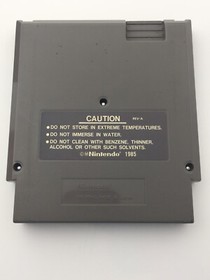 CAUTION REV-A
• DO NOT STORE IN EXTREME TEMPERATURES.
• DO NOT IMMERSE IN WATER.
• DO NOT CLEAN WITH BENZENE, THINNER,
ALCOHOL OR OTHER SUCH SOLVENTS.
©®Nintendo 1985